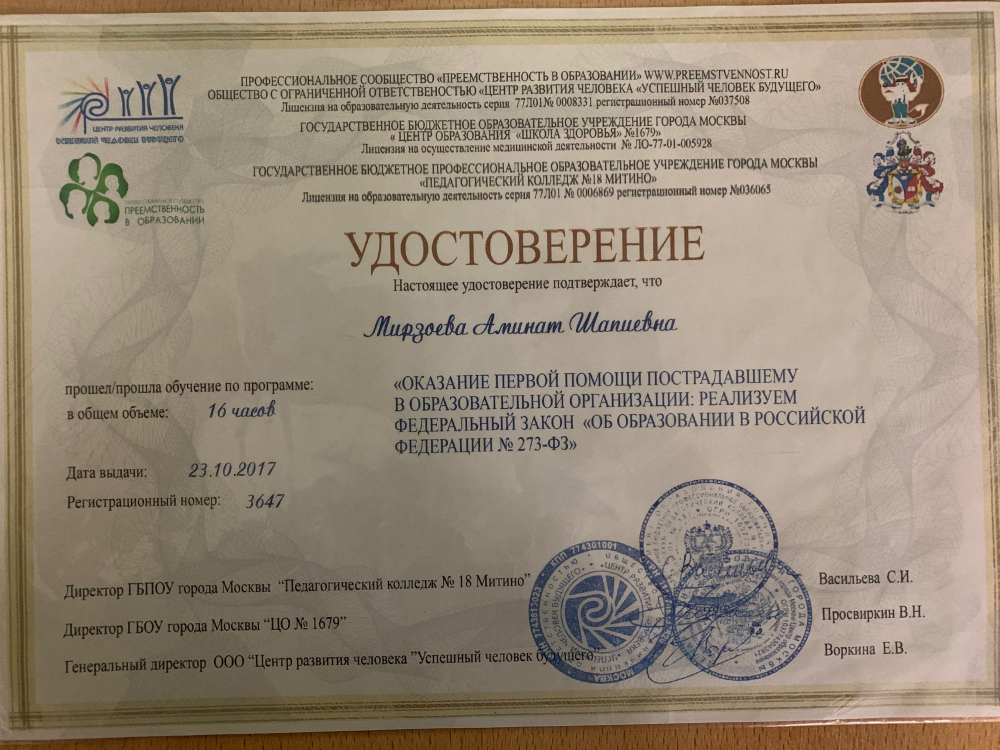 ПРОФЕССИОНАЛЬНОЕ СООБЩЕСТВО «ПРЕЕМСТВЕННОСТЬ В ОБРАЗОВАНИИ» WWW.PREEMSTVENNOST.RU
ОБЩЕСТВО С ОГРАНИЧЕННОЙ ОТВЕТСТВЕННОСТЬЮ «ЦЕНТР РАЗВИТИЯ ЧЕЛОВЕКА «УСПЕШНЫЙ ЧЕЛОВЕК БУДУЩЕГО»
Лицензия на образовательную деятельность серия 77Л01№ 0008331 регистрационный номер №037508
ГОСУДАРСТВЕННОЕ БЮДЖЕТНОЕ ОБРАЗОВАТЕЛЬНОЕ УЧРЕЖДЕНИЕ ГОРОДА МОСКВЫ
« ЦЕНТР ОБРАЗОВАНИЯ «ШКОЛА ЗДОРОВЬЯ» №1679»
Лицензия на осуществление медицинской деятельности № ЛО-77-01-005928
ГОСУДАРСТВЕННОЕ БЮДЖЕТНОЕ ПРОФЕССИОНАЛЬНОЕ ОБРАЗОВАТЕЛЬНОЕ УЧРЕЖДЕНИЕ ГОРОДА МОСКВЫ
«ПЕДАГОГИЧЕСКИЙ КОЛЛЕДЖ №18 МИТИНО»
Лицензия на образовательную деятельность серия 77Л01 № 0006869 регистрационный номер №036065
ЦЕНТР РАЗВИТИЯ ЧЕЛОВЕКА
УСПЕШНЫЙ ЧЕЛОВЕК БУДУЩЕГО
ПРЕЕМСТВЕННОСТЬ
В ОБРАЗОВАНИИ
УДОСТОВЕРЕНИЕ
Настоящее удостоверение подтверждает, что
Мирзоева Аминат Шапиевна
прошел/прошла обучение по программе:
в общем объеме: 16 часов
«ОКАЗАНИЕ ПЕРВОЙ ПОМОЩИ ПОСТРАДАВШЕМУ
В ОБРАЗОВАТЕЛЬНОЙ ОРГАНИЗАЦИИ: РЕАЛИЗУЕМ
ФЕДЕРАЛЬНЫЙ ЗАКОН «ОБ ОБРАЗОВАНИИ В РОССИЙСКОЙ
ФЕДЕРАЦИИ № 273-ФЗ»
Дата выдачи: 23.10.2017
Регистрационный номер: 3647
Директор ГБПОУ города Москвы “Педагогический колледж № 18 Митино” Васильева С.И.
Директор ГБОУ города Москвы “ЦО № 1679” Просвиркин В.Н.
Генеральный директор ООО “Центр развития человека ”Успешный человек будущего” Воркина Е.В.
КПП 774301001
МОСКВА